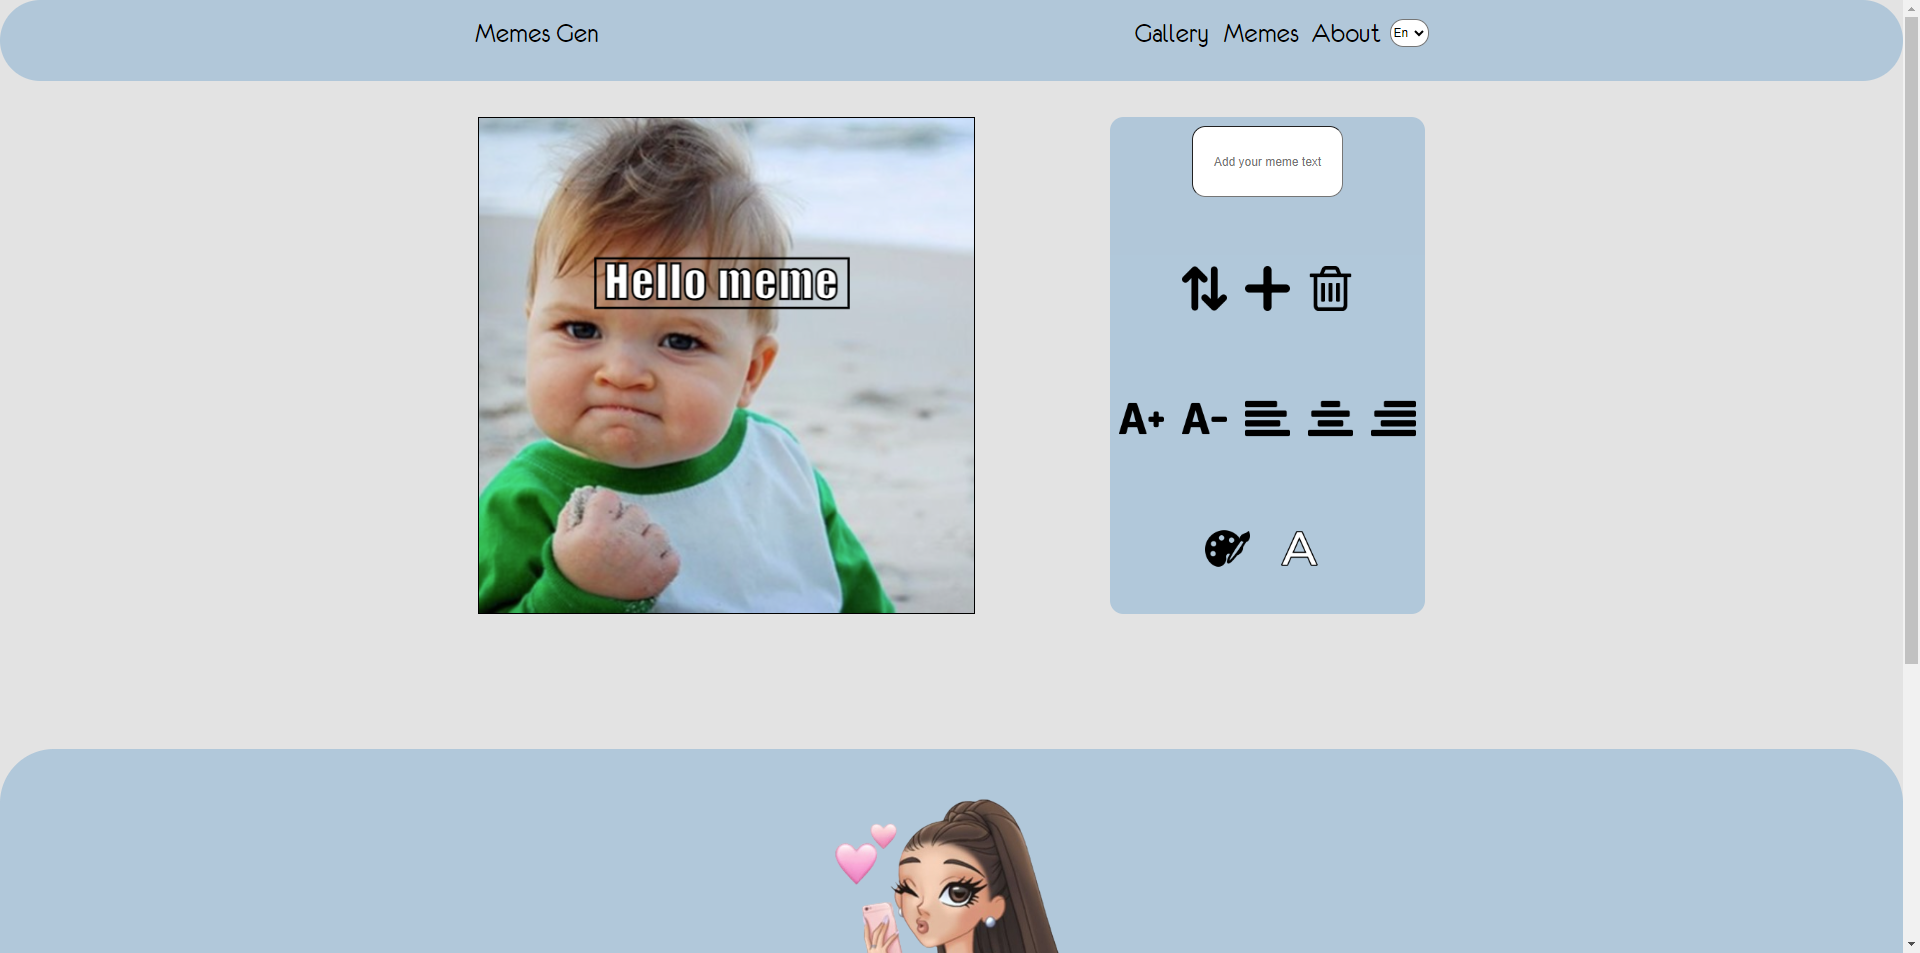 Memes Gen
Gallery Memes About En
Hello meme
Add your meme text
A+ A-
A